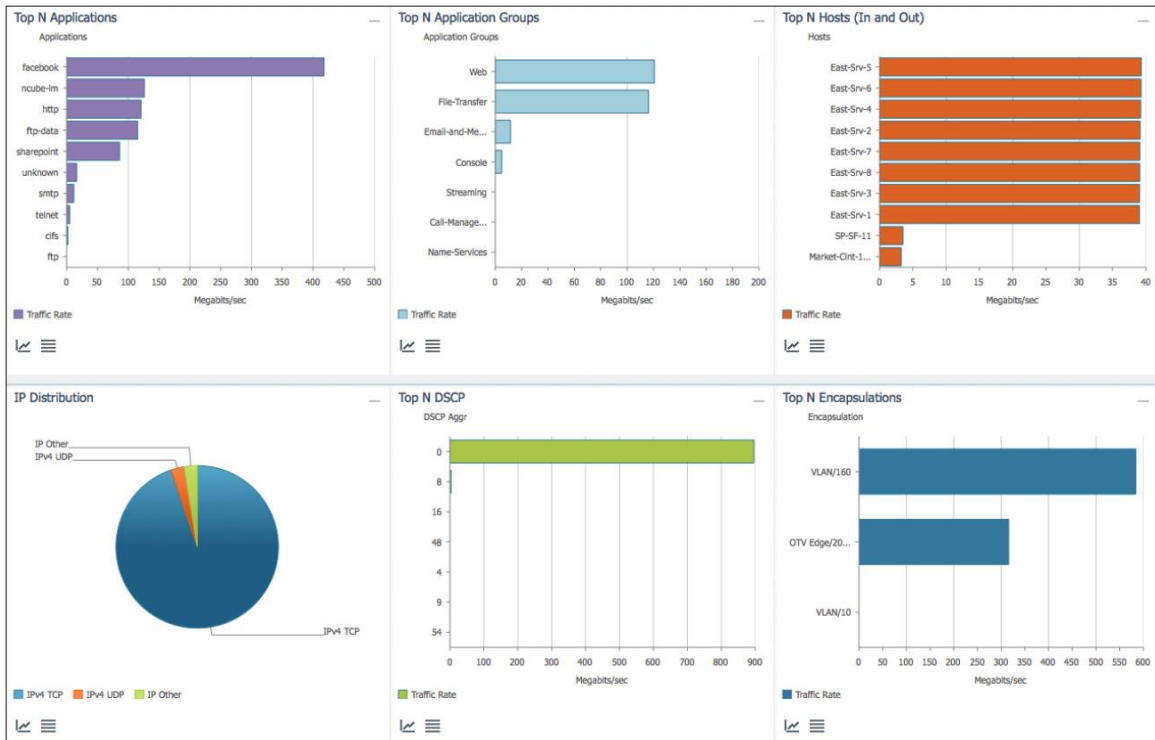 Top N Applications
Applications
facebook
ncube-lm
http
ftp-data
sharepoint
unknown
smtp
telnet
cifs
ftp
0 50 100 150 200 250 300 350 400 450 500
Megabits/sec
Traffic Rate
Top N Application Groups
Application Groups
Web
File-Transfer
Email-and-Me...
Console
Streaming
Call-Manage...
Name-Services
0 20 40 60 80 100 120 140 160 180 200
Megabits/sec
Traffic Rate
Top N Hosts (In and Out)
Hosts
East-Srv-5
East-Srv-6
East-Srv-4
East-Srv-2
East-Srv-7
East-Srv-8
East-Srv-3
East-Srv-1
SP-SF-11
Market-Clnt-1...
0 5 10 15 20 25 30 35 40
Megabits/sec
Traffic Rate
IP Distribution
IP Other
IPv4 UDP
IPv4 TCP
IPv4 TCP IPv4 UDP IP Other
Top N DSCP
DSCP Aggr
0
8
16
48
4
9
54
0 100 200 300 400 500 600 700 800 900
Megabits/sec
Traffic Rate
Top N Encapsulations
Encapsulation
VLAN/160
OTV Edge/20...
VLAN/10
0 50 100 150 200 250 300 350 400 450 500 550 600
Megabits/sec
Traffic Rate